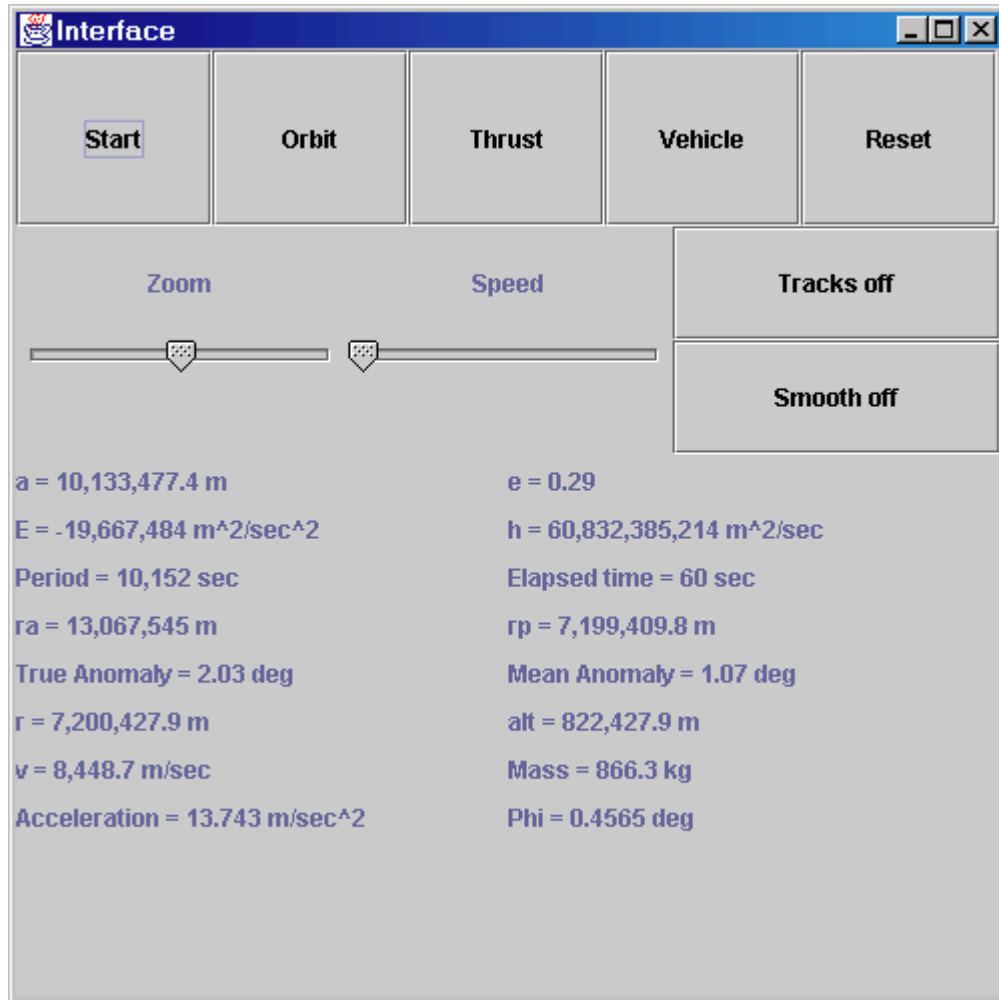 Interface
Start Orbit Thrust Vehicle Reset
Zoom Speed Tracks off
Smooth off
a = 10,133,477.4 m e = 0.29
E = -19,667,484 m^2/sec^2 h = 60,832,385,214 m^2/sec
Period = 10,152 sec Elapsed time = 60 sec
ra = 13,067,545 m rp = 7,199,409.8 m
True Anomaly = 2.03 deg Mean Anomaly = 1.07 deg
r = 7,200,427.9 m alt = 822,427.9 m
v = 8,448.7 m/sec Mass = 866.3 kg
Acceleration = 13.743 m/sec^2 Phi = 0.4565 deg